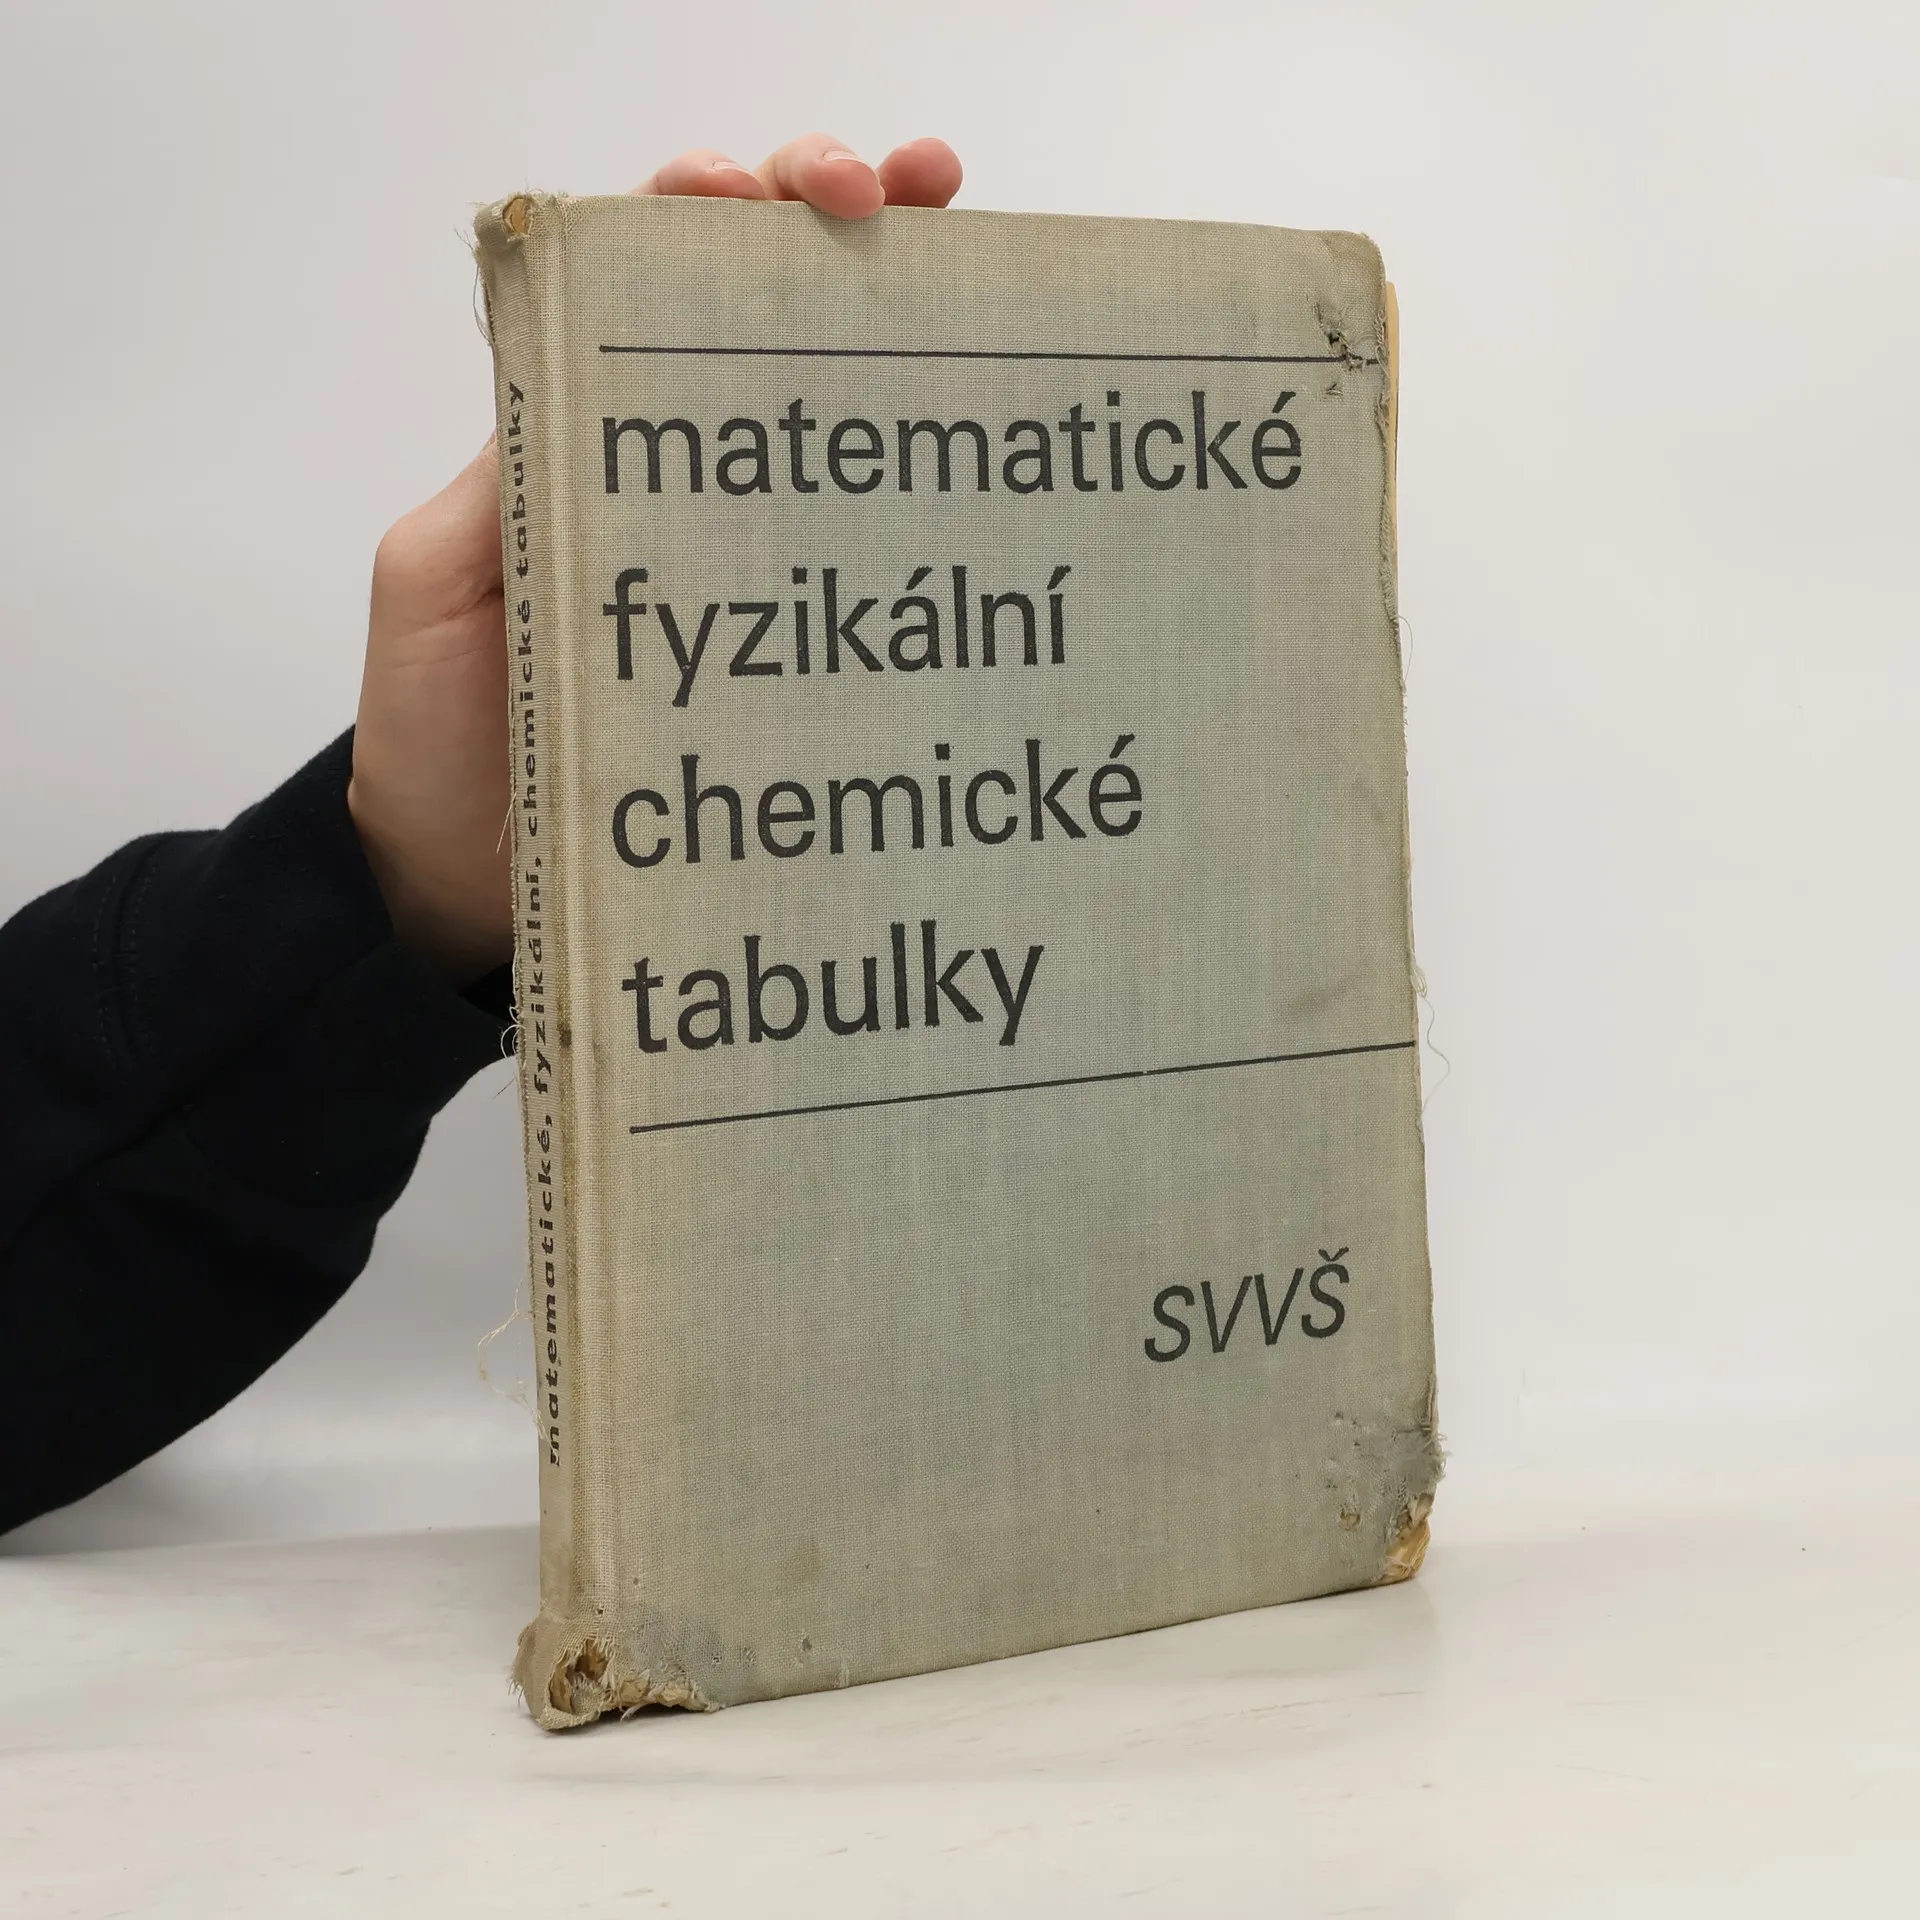 matematické
fyzikální
chemické
tabulky
SVVŠ
matematické, fyzikální, chemické tabulky